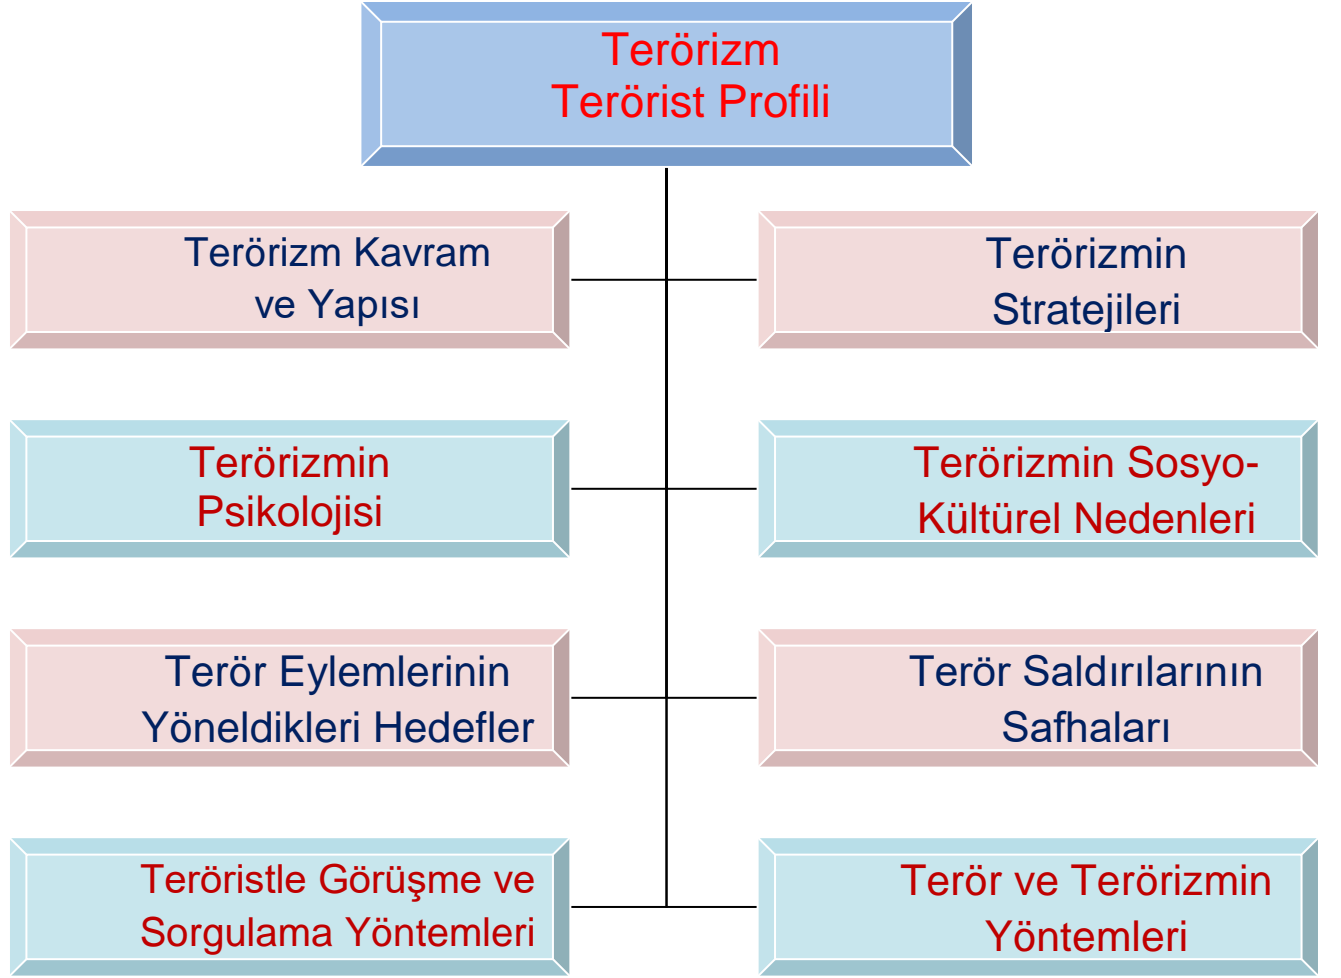 Terörizm
Terörist Profili
Terörizm Kavram
ve Yapısı
Terörizmin
Stratejileri
Terörizmin
Psikolojisi
Terörizmin Sosyo-
Kültürel Nedenleri
Terör Eylemlerinin
Yöneldikleri Hedefler
Terör Saldırılarının
Safhaları
Teröristle Görüşme ve
Sorgulama Yöntemleri
Terör ve Terörizmin
Yöntemleri